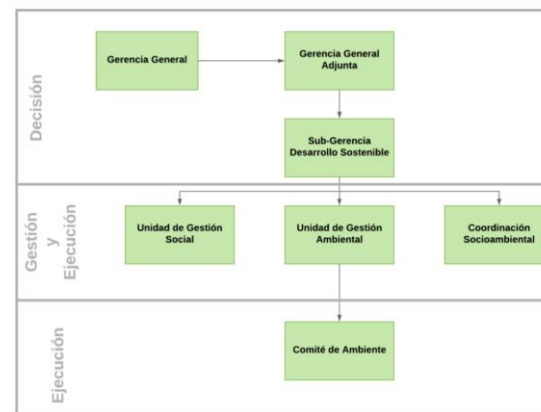 Decisión
Gerencia General
Gerencia General
Adjunta
Sub-Gerencia
Desarrollo Sostenible
Gestión
y
Ejecución
Unidad de Gestión
Social
Unidad de Gestión
Ambiental
Coordinación
Socioambiental
Ejecución
Comité de Ambiente